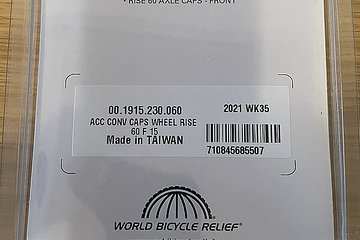 • RISE 60 AXLE CAPS - FRONT
00.1915.230.060
2021 WK35
ACC CONV CAPS WHEEL RISE
60 F 15
Made in TAIWAN
710845685507
WORLD BICYCLE RELIEF®